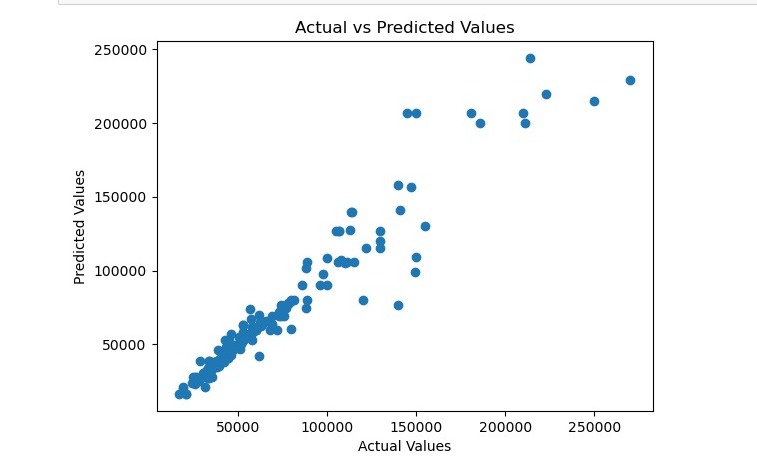 Actual vs Predicted Values
250000
200000
150000
100000
50000
Predicted Values
50000 100000 150000 200000 250000
Actual Values